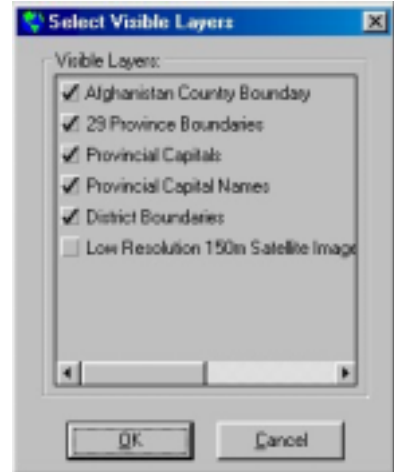 Select Visible Layers
Visible Layers:
Afghanistan Country Boundary
29 Province Boundaries
Provincial Capitals
Provincial Capital Names
District Boundaries
Low Resolution 150m Satellite Image
OK
Cancel